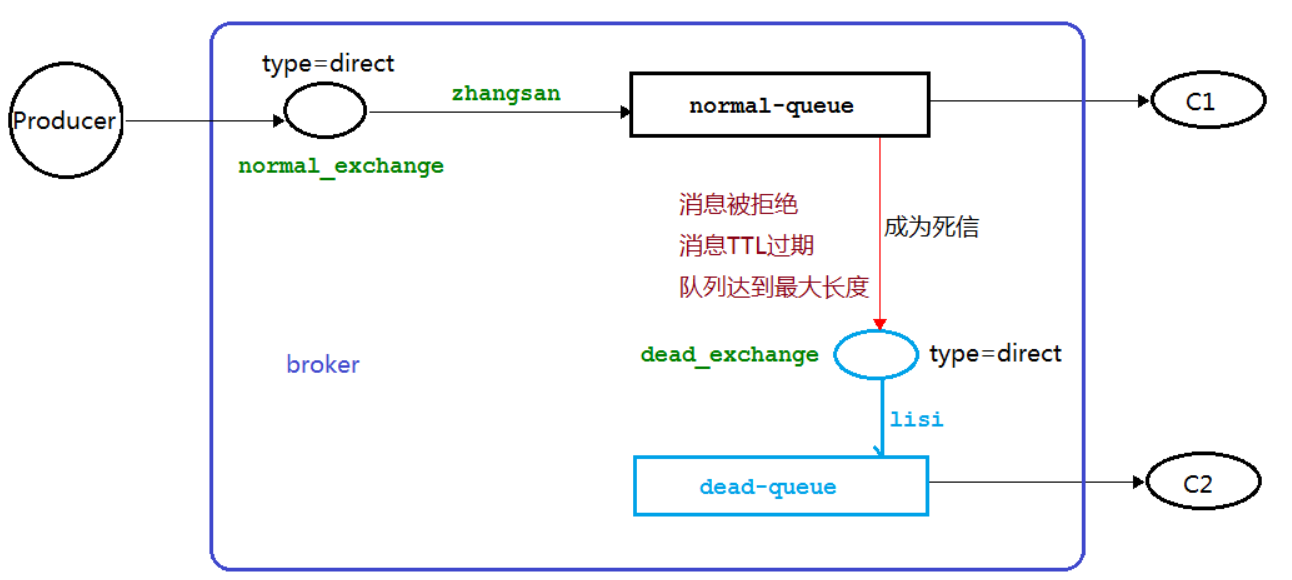 type=direct
zhangsan
normal-queue
C1
Producer
normal_exchange
消息被拒绝
成为死信
消息TTL过期
队列达到最大长度
dead_exchange
type=direct
broker
lisi
dead-queue
C2